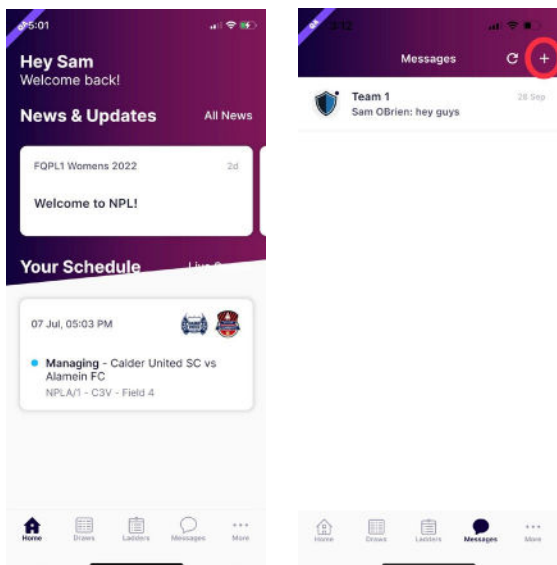 5:01
Hey Sam
Welcome back!
News & Updates
All News
FQPL1 Womens 2022
2d
Welcome to NPL!
Your Schedule
07 Jul, 05:03 PM
Managing - Calder United SC vs
Alamein FC
NPLA/1 - C3V - Field 4
Home
Draws
Ladders
Messages
More
Messages
Team 1
28 Sep
Sam OBrien: hey guys
Home
Draws
Ladders
Messages
More